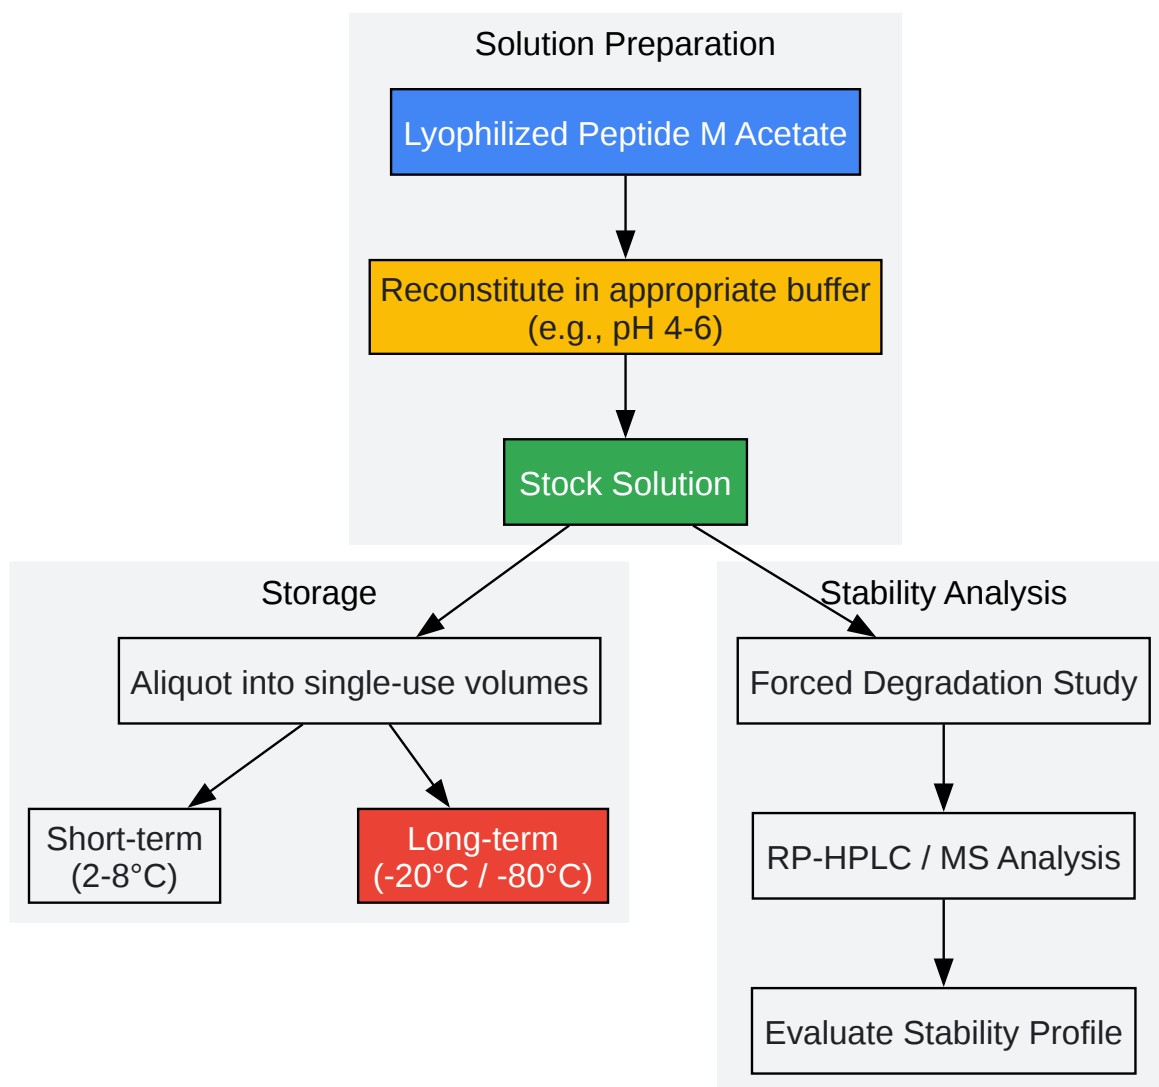 Solution Preparation
Lyophilized Peptide M Acetate
Reconstitute in appropriate buffer
(e.g., pH 4-6)
Stock Solution
Storage
Aliquot into single-use volumes
Short-term
(2-8°C)
Long-term
(-20°C / -80°C)
Stability Analysis
Forced Degradation Study
RP-HPLC / MS Analysis
Evaluate Stability Profile